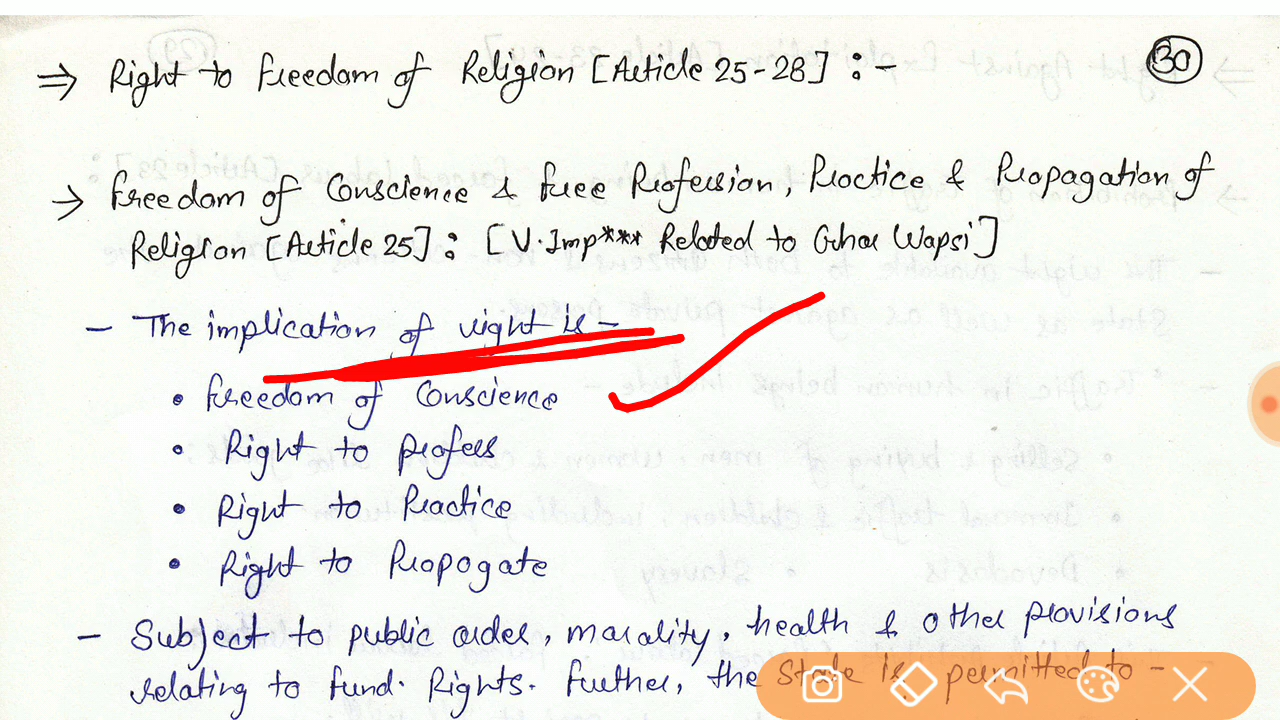 ⇒ Right to freedom of Religion [Article 25-28] :- 30
→ freedom of Conscience & free Profession, Practice & Propagation of
Religion [Article 25] : [V.Imp*** Related to Ghar Wapsi]
- The implication of right is -
• freedom of Conscience
• Right to profess
• Right to Practice
• Right to Propogate
- Subject to public order, morality, health & other provisions
relating to fund. Rights. further, the State is permitted to -